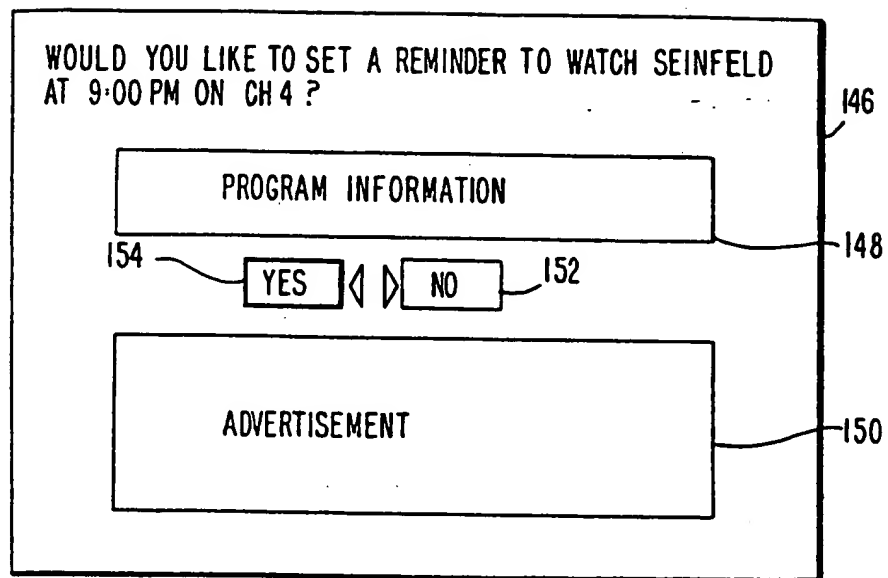 WOULD YOU LIKE TO SET A REMINDER TO WATCH SEINFELD
AT 9:00 PM ON CH 4 ?
146
PROGRAM INFORMATION
148
154
YES
NO
152
ADVERTISEMENT
150